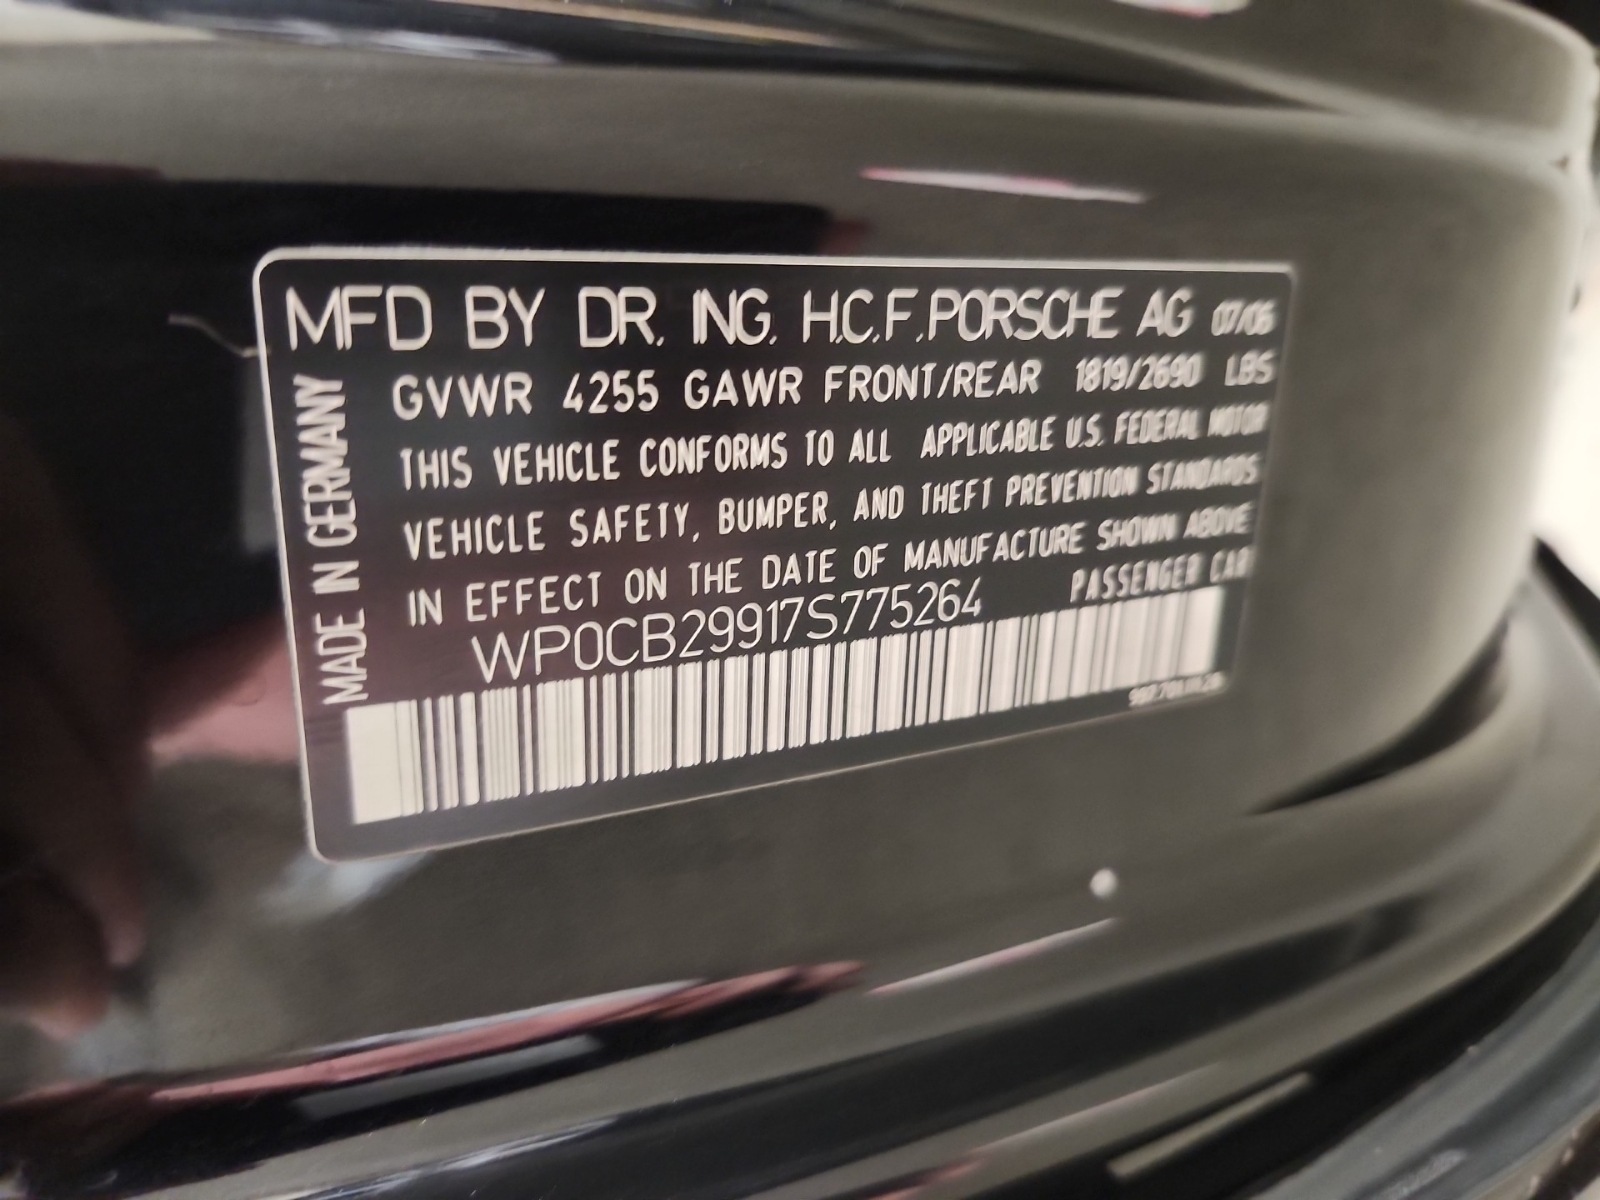 MFD BY DR. ING. H.C.F. PORSCHE AG 07/06
GVWR 4255 GAWR FRONT/REAR 1819/2690 LBS
THIS VEHICLE CONFORMS TO ALL APPLICABLE U.S. FEDERAL MOTOR
VEHICLE SAFETY, BUMPER, AND THEFT PREVENTION STANDARDS
IN EFFECT ON THE DATE OF MANUFACTURE SHOWN ABOVE
WP0CB29917S775264 PASSENGER CAR
MADE IN GERMANY